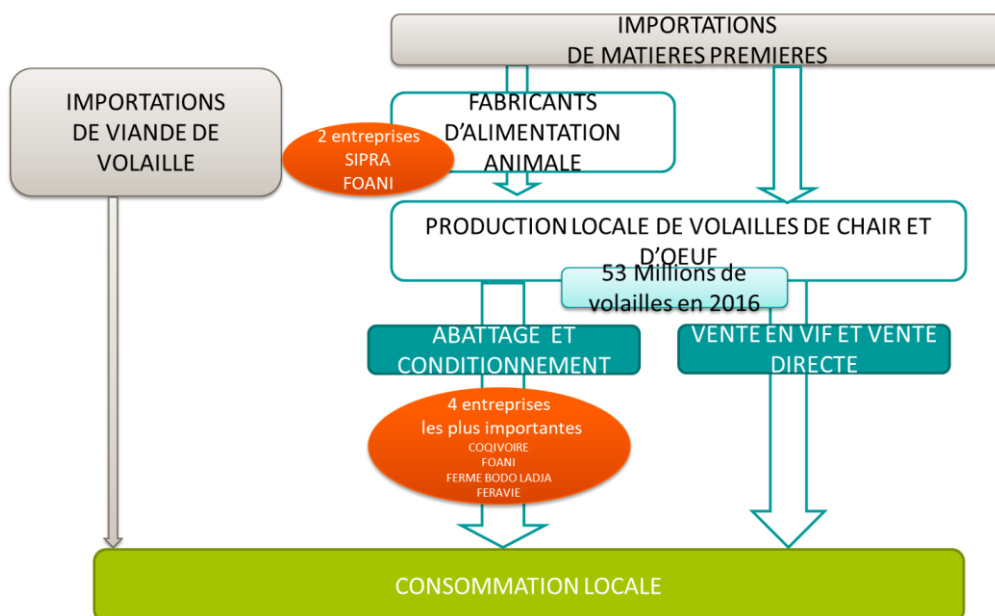 IMPORTATIONS
DE MATIERES PREMIERES
IMPORTATIONS
DE VIANDE DE
VOLAILLE
FABRICANTS
D'ALIMENTATION
ANIMALE
2 entreprises
SIPRA
FOANI
PRODUCTION LOCALE DE VOLAILLES DE CHAIR ET
D'OEUF
53 Millions de
volailles en 2016
ABATTAGE ET
CONDITIONNEMENT
VENTE EN VIF ET VENTE
DIRECTE
4 entreprises
les plus importantes
COQIVOIRE
FOANI
FERME BODO LADJA
FERAVIE
CONSOMMATION LOCALE